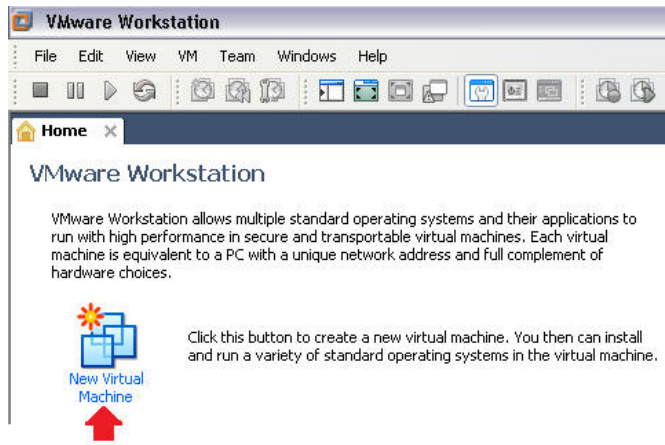 VMware Workstation
File Edit View VM Team Windows Help
Home
VMware Workstation
VMware Workstation allows multiple standard operating systems and their applications to
run with high performance in secure and transportable virtual machines. Each virtual
machine is equivalent to a PC with a unique network address and full complement of
hardware choices.
Click this button to create a new virtual machine. You then can install
and run a variety of standard operating systems in the virtual machine.
New Virtual
Machine